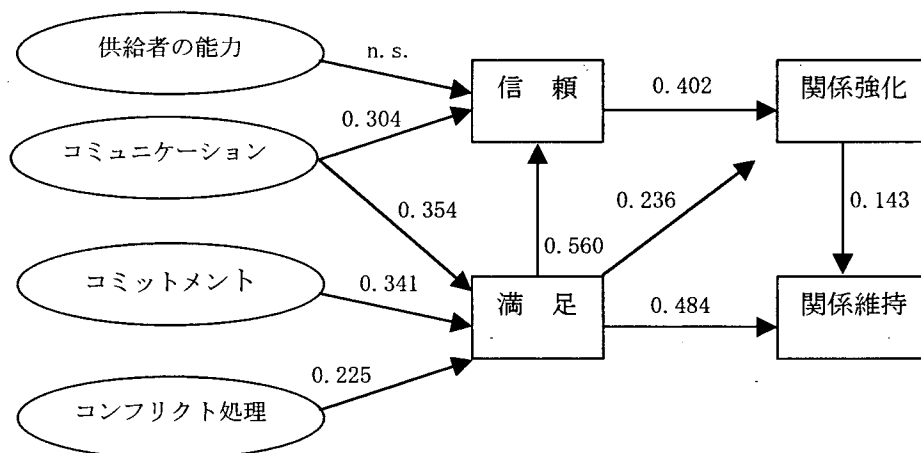 供給者の能力
n.s.
信 頼
0.402
関係強化
0.304
コミュニケーション
0.354
0.236
0.143
0.560
コミットメント
0.341
満 足
0.484
関係維持
0.225
コンフリクト処理